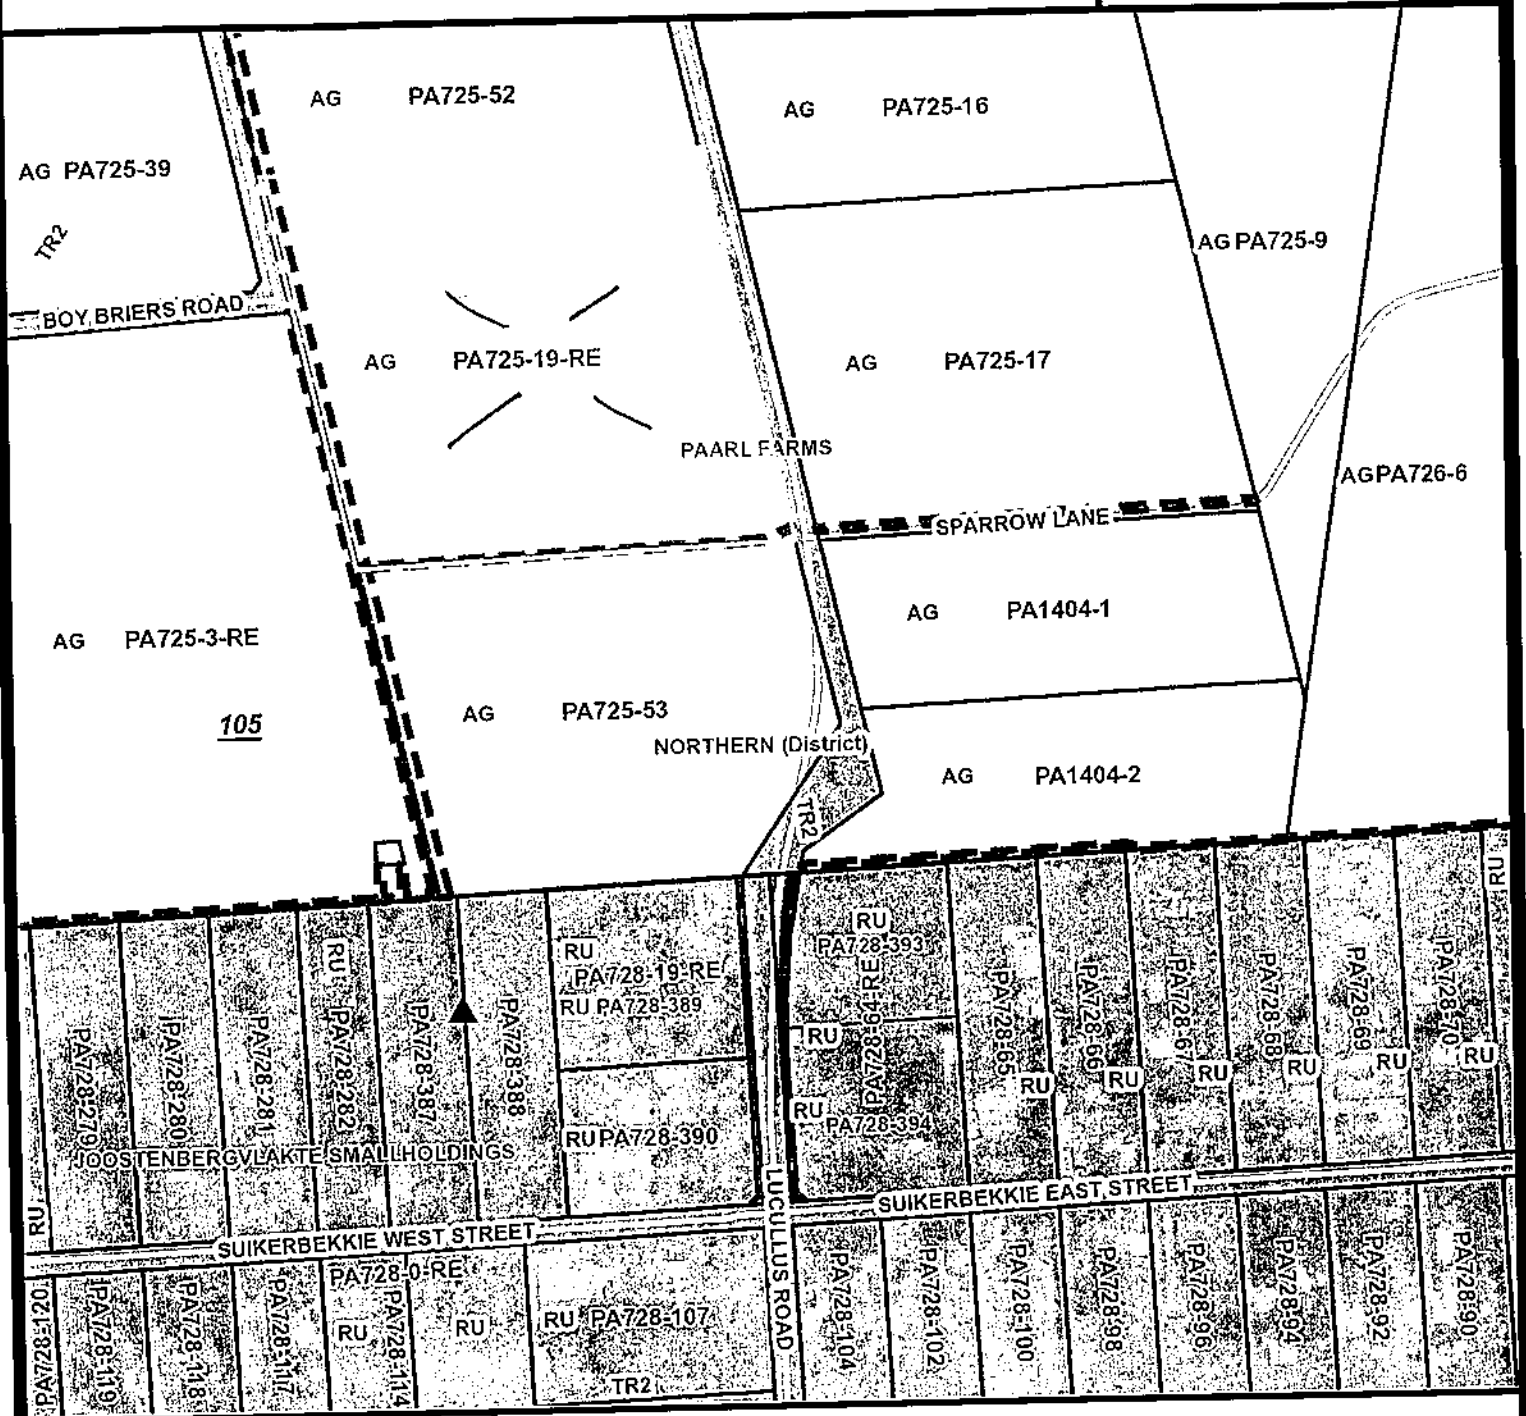 AG PA725-52
AG PA725-16
AG PA725-39
TR2
AG PA725-9
BOY BRIERS ROAD
AG PA725-19-RE
AG PA725-17
PAARL FARMS
AG PA726-6
SPARROW LANE
AG PA1404-1
AG PA725-3-RE
105
AG PA725-53
NORTHERN (District)
AG PA1404-2
TR2
RU
RU
PA728-393
RU
RU
PA728-19-RE
RU PA728-389
PA728-64-RE
RU
PA728-279
PA728-280
PA728-281
PA728-282
PA728-387
PA728-388
PA728-65
PA728-66
PA728-67
PA728-68
PA728-69
PA728-70
RU
RU
RU
RU
RU
RU
RU
PA728-394
RU PA728-390
JOOSTENBERGVLAKTE SMALLHOLDINGS
RU
SUIKERBEKKIE EAST STREET
SUIKERBEKKIE WEST STREET
LUCULLUS ROAD
PA728-0-RE
PA728-120
PA728-119
PA728-118
PA728-117
RU
PA728-114
RU
RU PA728-107
PA728-104
PA728-102
PA728-100
PA728-98
PA728-96
PA728-94
PA728-92
PA728-90
TR2